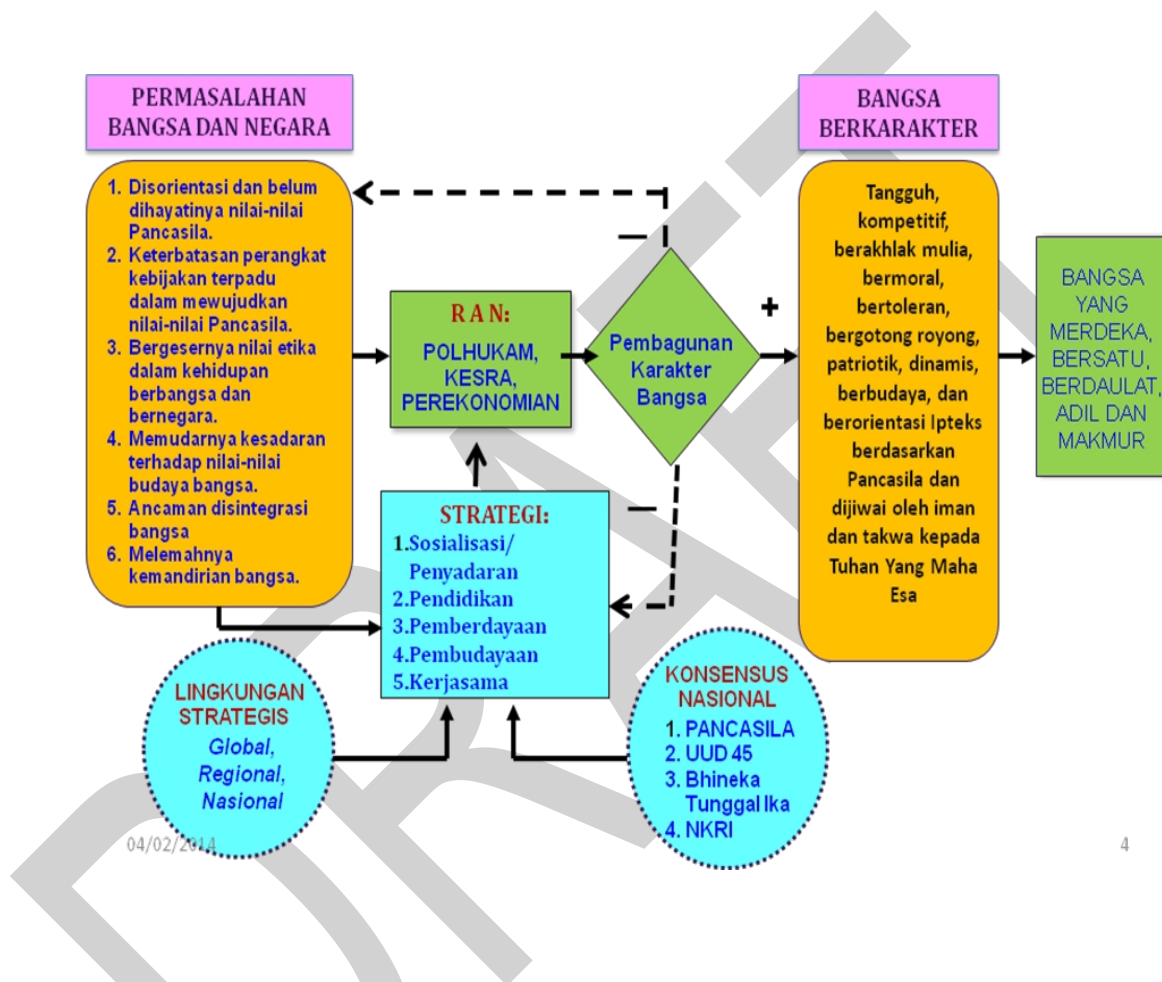 PERMASALAHAN
BANGSA DAN NEGARA
1. Disorientasi dan belum
dihayatinya nilai-nilai
Pancasila.
2. Keterbatasan perangkat
kebijakan terpadu
dalam mewujudkan
nilai-nilai Pancasila.
3. Bergesernya nilai etika
dalam kehidupan
berbangsa dan
bernegara.
4. Memudarnya kesadaran
terhadap nilai-nilai
budaya bangsa.
5. Ancaman disintegrasi
bangsa
6. Melemahnya
kemandirian bangsa.
R A N:
POLHUKAM,
KESRA,
PEREKONOMIAN
STRATEGI:
1.Sosialisasi/
Penyadaran
2.Pendidikan
3.Pemberdayaan
4.Pembudayaan
5.Kerjasama
LINGKUNGAN
STRATEGIS
Global,
Regional,
Nasional
KONSENSUS
NASIONAL
1. PANCASILA
2. UUD 45
3. Bhineka
Tunggal Ika
4. NKRI
—
Pembagunan
Karakter
Bangsa
—
+
BANGSA
BERKARAKTER
Tangguh,
kompetitif,
berakhlak mulia,
bermoral,
bertoleran,
bergotong royong,
patriotik, dinamis,
berbudaya, dan
berorientasi Ipteks
berdasarkan
Pancasila dan
dijiwai oleh iman
dan takwa kepada
Tuhan Yang Maha
Esa
BANGSA
YANG
MERDEKA,
BERSATU,
BERDAULAT,
ADIL DAN
MAKMUR
04/02/2014
4
DRAFT